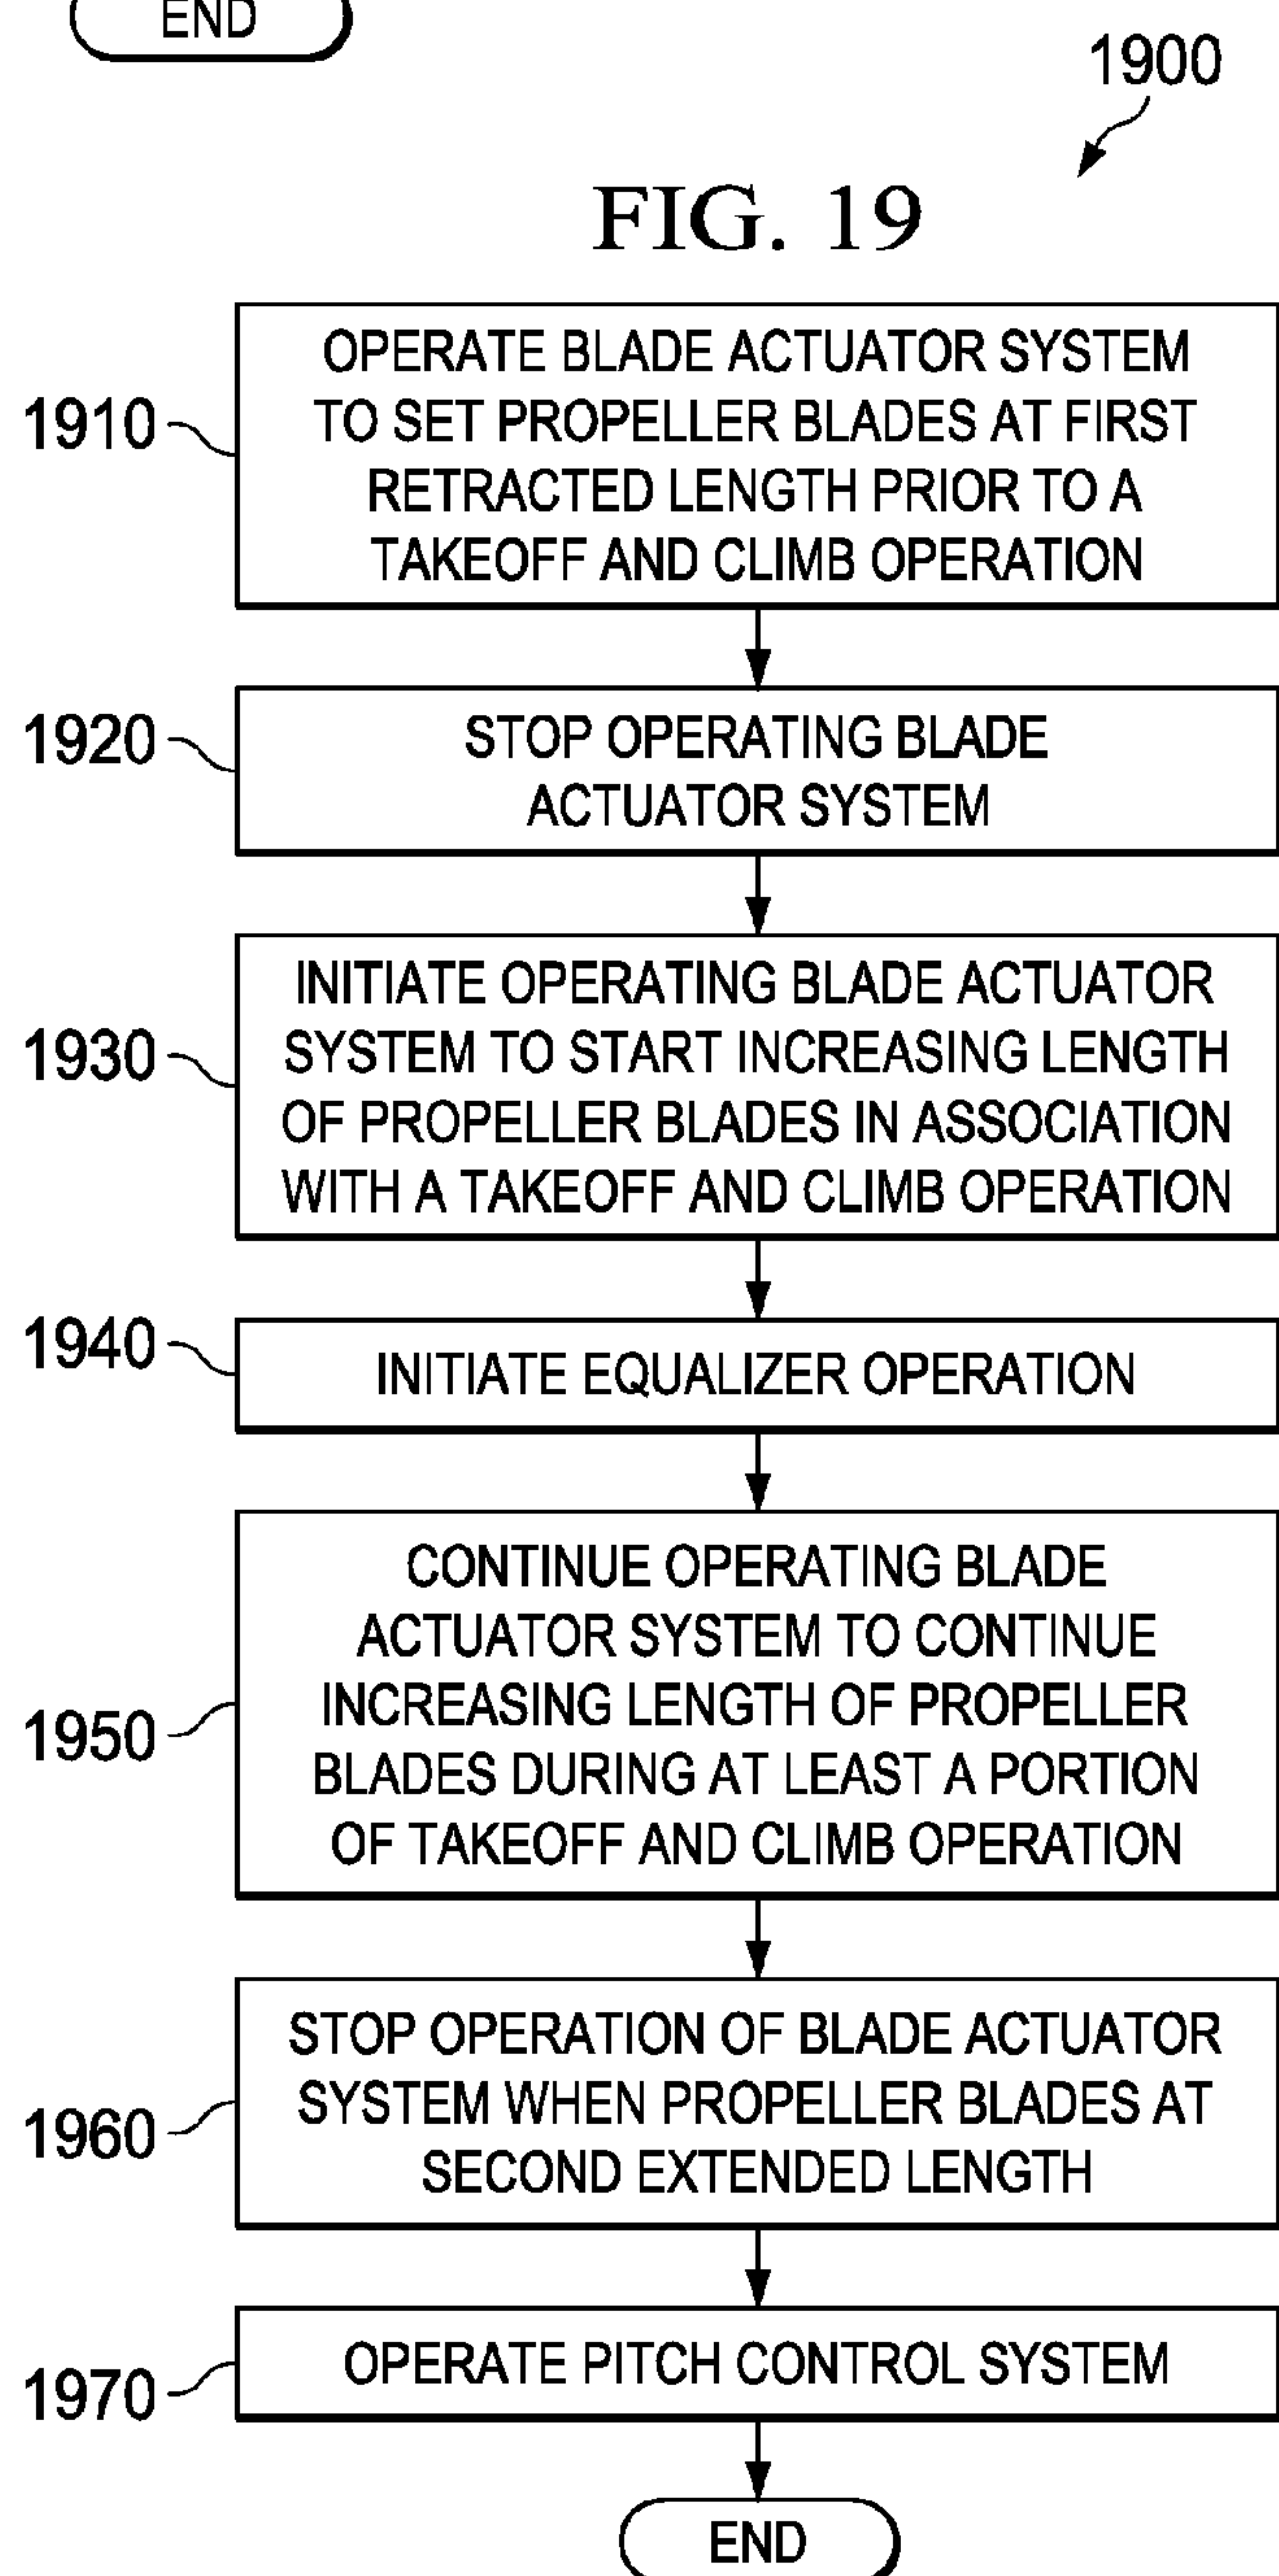 END
1900
FIG. 19
1910
OPERATE BLADE ACTUATOR SYSTEM
TO SET PROPELLER BLADES AT FIRST
RETRACTED LENGTH PRIOR TO A
TAKEOFF AND CLIMB OPERATION
1920
STOP OPERATING BLADE
ACTUATOR SYSTEM
1930
INITIATE OPERATING BLADE ACTUATOR
SYSTEM TO START INCREASING LENGTH
OF PROPELLER BLADES IN ASSOCIATION
WITH A TAKEOFF AND CLIMB OPERATION
1940
INITIATE EQUALIZER OPERATION
1950
CONTINUE OPERATING BLADE
ACTUATOR SYSTEM TO CONTINUE
INCREASING LENGTH OF PROPELLER
BLADES DURING AT LEAST A PORTION
OF TAKEOFF AND CLIMB OPERATION
1960
STOP OPERATION OF BLADE ACTUATOR
SYSTEM WHEN PROPELLER BLADES AT
SECOND EXTENDED LENGTH
1970
OPERATE PITCH CONTROL SYSTEM
END